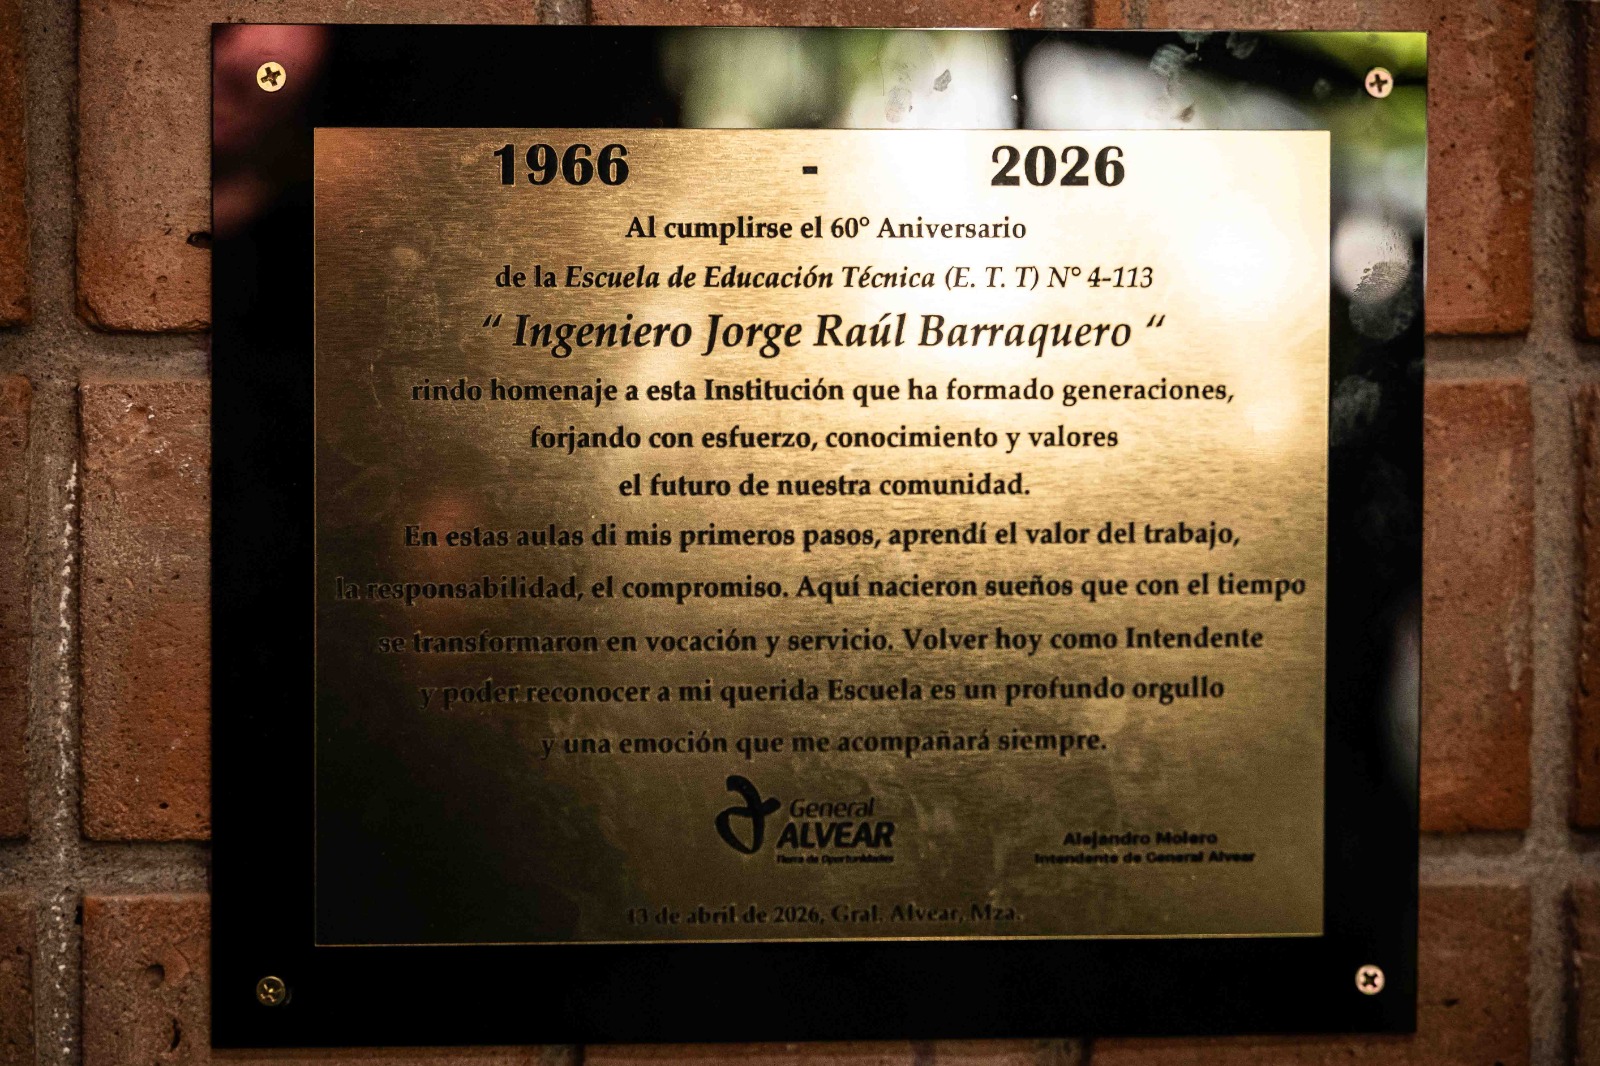 1966 - 2026
Al cumplirse el 60° Aniversario
de la Escuela de Educación Técnica (E. T. T) N° 4-113
“ Ingeniero Jorge Raúl Barraquero “
rindo homenaje a esta Institución que ha formado generaciones,
forjando con esfuerzo, conocimiento y valores
el futuro de nuestra comunidad.
En estas aulas di mis primeros pasos, aprendí el valor del trabajo,
la responsabilidad, el compromiso. Aquí nacieron sueños que con el tiempo
se transformaron en vocación y servicio. Volver hoy como Intendente
y poder reconocer a mi querida Escuela es un profundo orgullo
y una emoción que me acompañará siempre.
General
ALVEAR
Tierra de Oportunidades
Alejandro Molero
Intendente de General Alvear
13 de abril de 2026, Gral. Alvear, Mza.